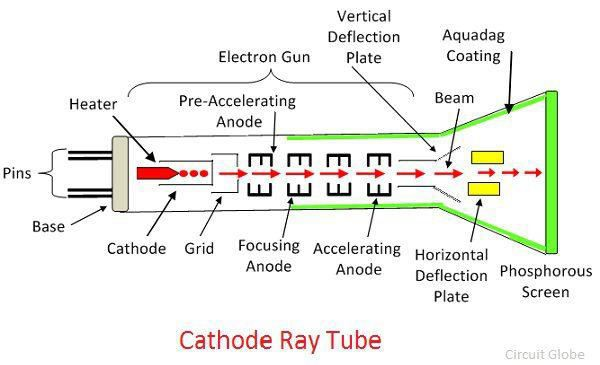 Vertical
Deflection
Plate
Aquadag
Coating
Electron Gun
Heater
Pre-Accelerating
Anode
Beam
Pins
Base
Cathode
Grid
Focusing
Anode
Accelerating
Anode
Horizontal
Deflection
Plate
Phosphorous
Screen
Cathode Ray Tube
Circuit Globe